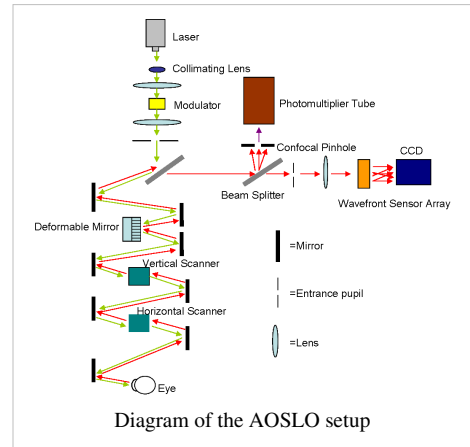 Laser
Collimating Lens
Modulator
Photomultiplier Tube
Confocal Pinhole
CCD
Beam Splitter
Wavefront Sensor Array
Deformable Mirror
Vertical Scanner
=Mirror
=Entrance pupil
Horizontal Scanner
=Lens
Eye
Diagram of the AOSLO setup